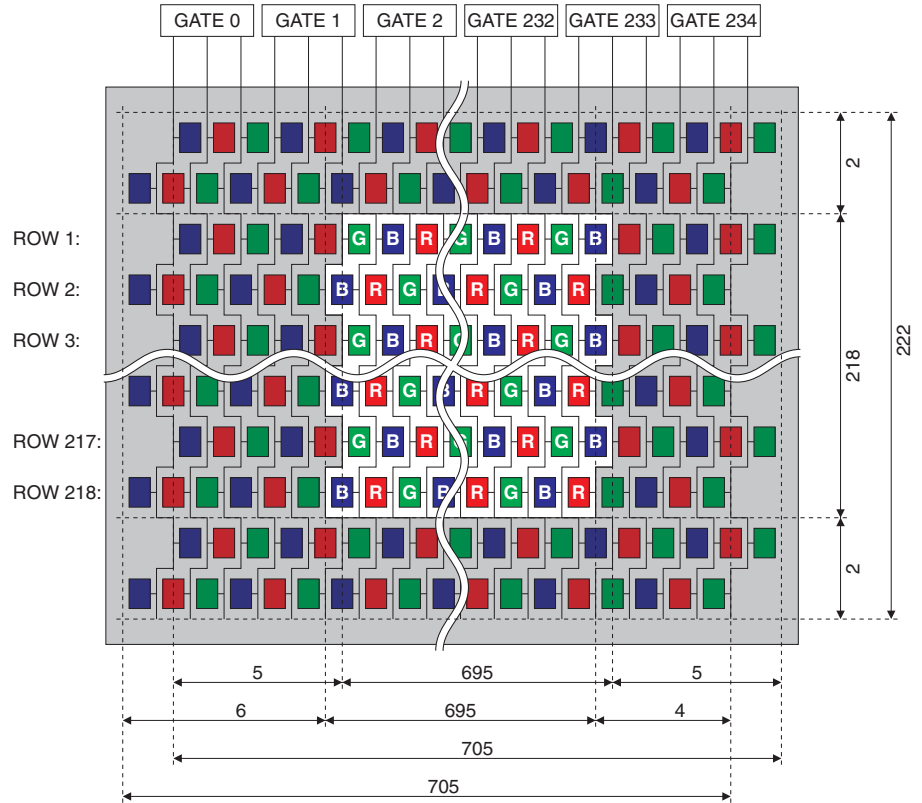 GATE 0 GATE 1 GATE 2 GATE 232 GATE 233 GATE 234
2
ROW 1: G B R G B R G B
ROW 2: B R G B R G B R
ROW 3: G B R G B R G B
218
222
B R G B R G B R
ROW 217: G B R G B R G B
ROW 218: B R G B R G B R
2
5 695 5
6 695 4
705
705